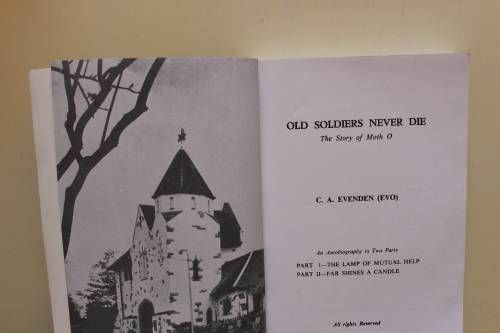 OLD SOLDIERS NEVER DIE
The Story of Moth O
C. A. EVENDEN (EVO)
An Autobiography in Two Parts
PART I—THE LAMP OF MUTUAL HELP
PART II—FAR SHINES A CANDLE
All rights Reserved